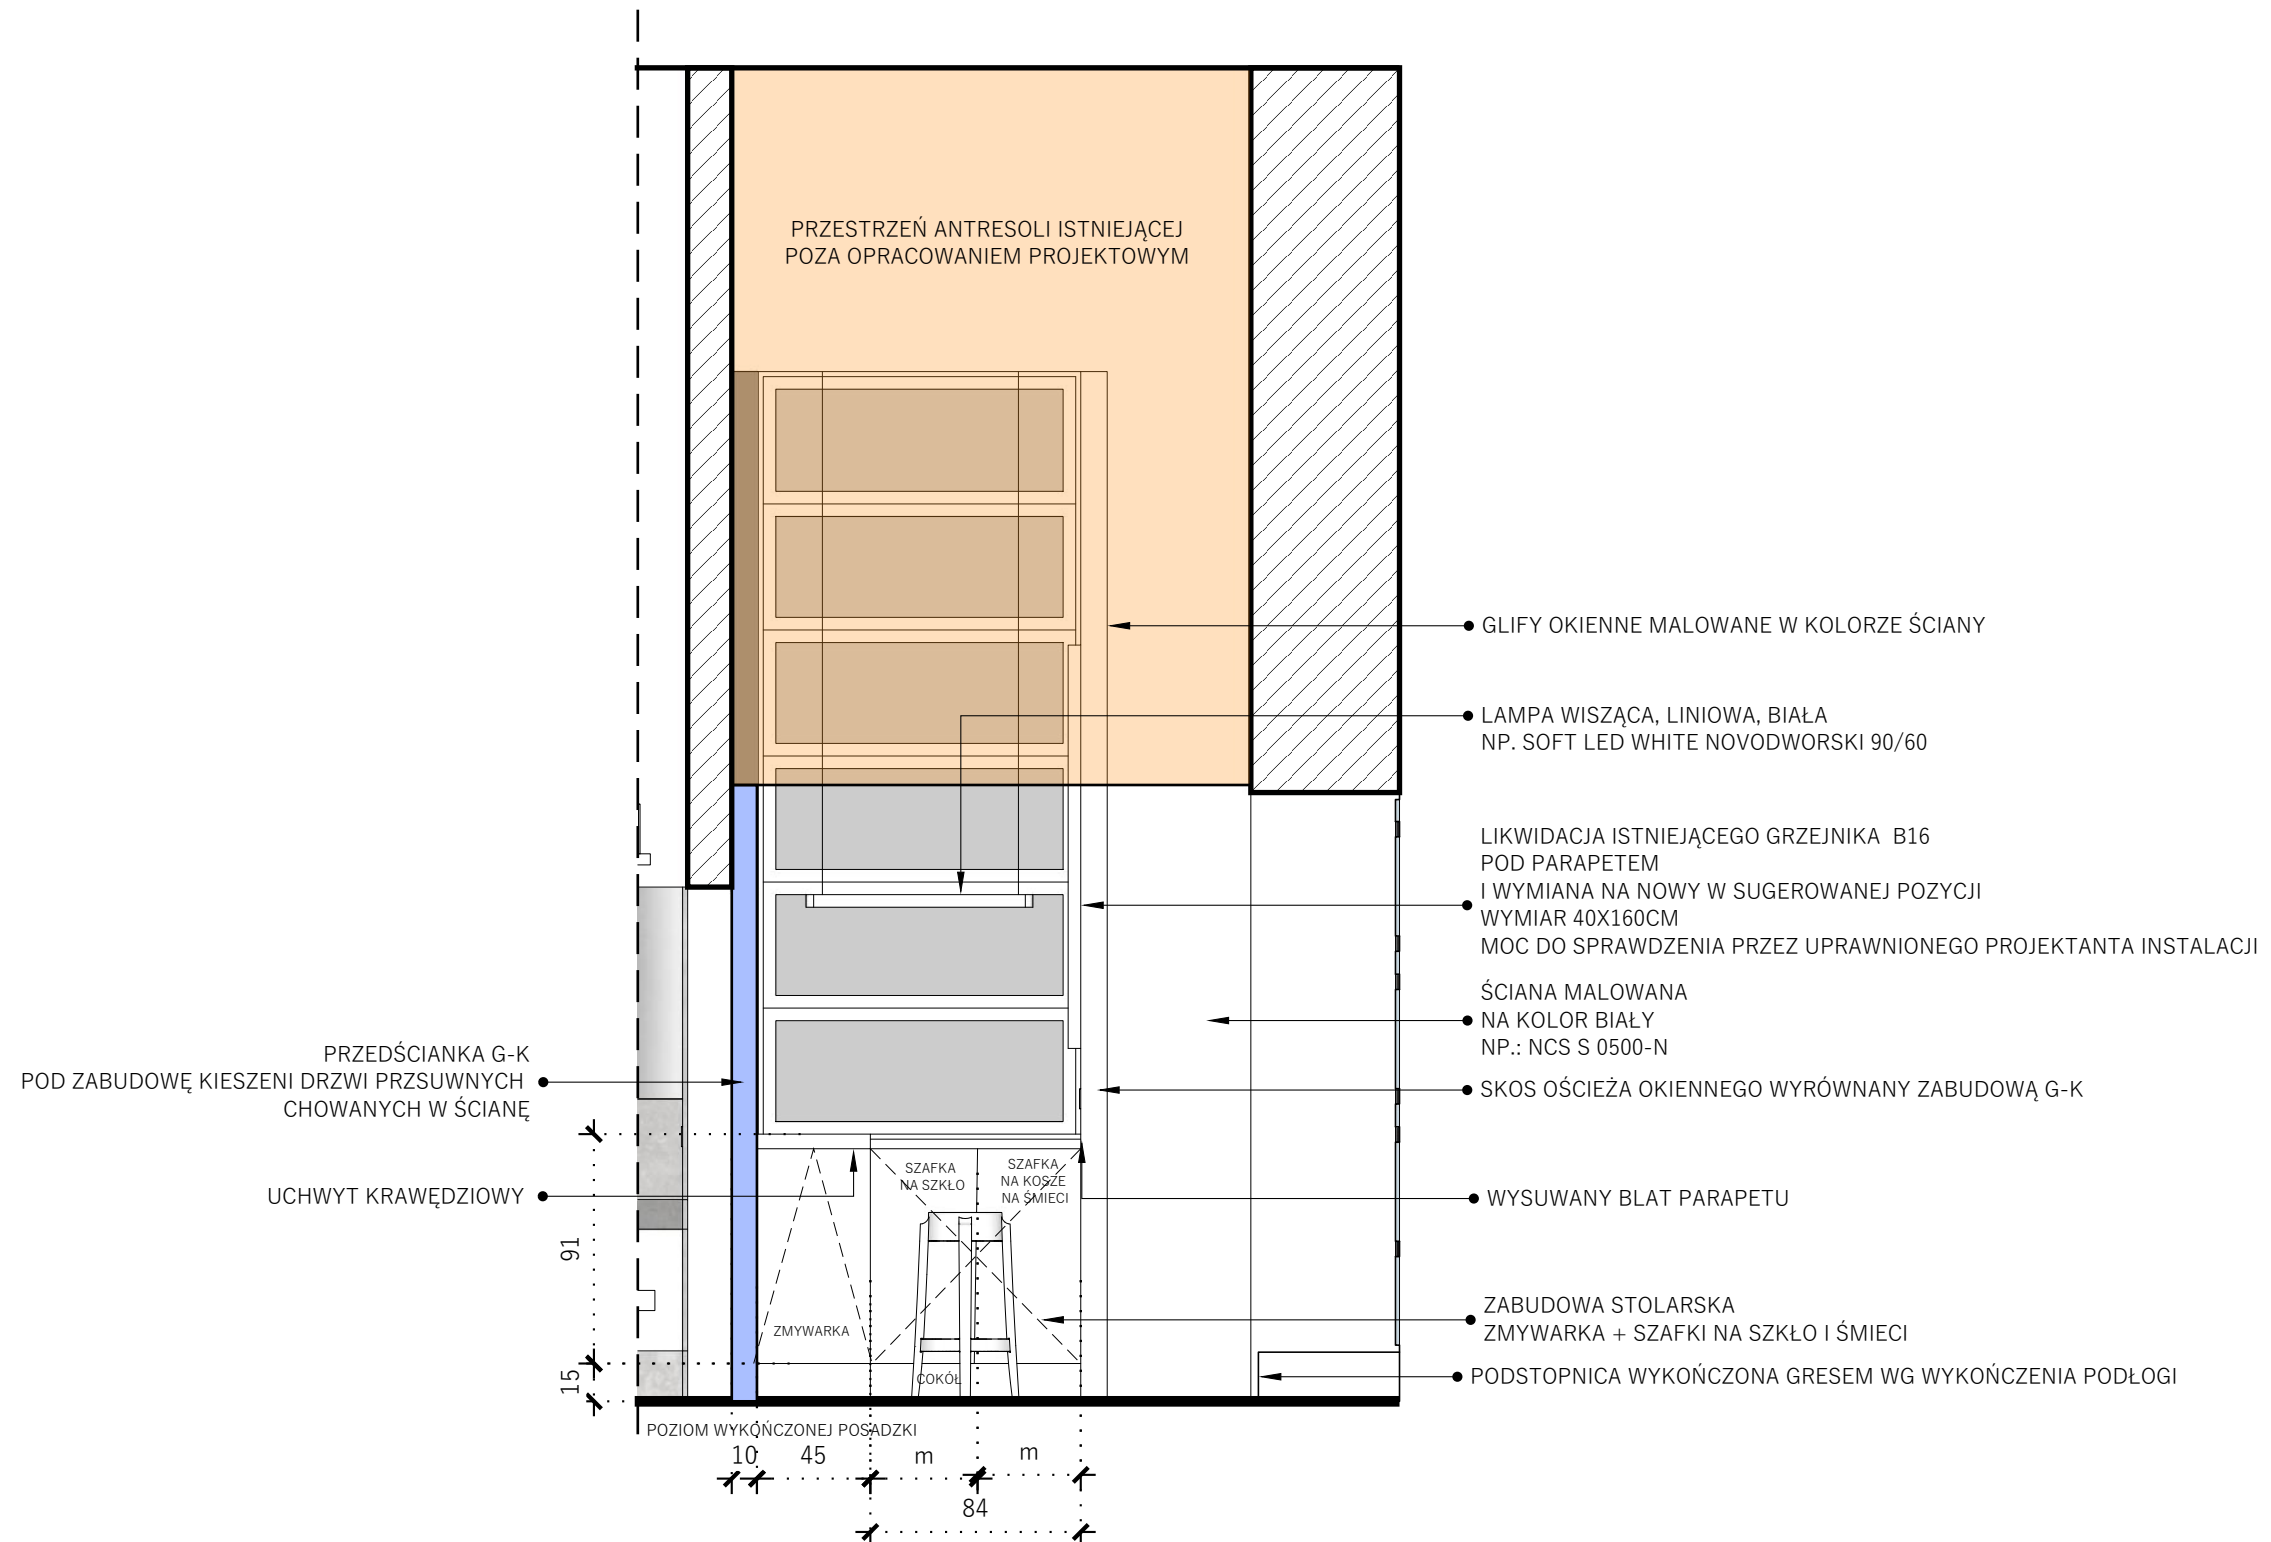 PRZESTRZEŃ ANTRESOLI ISTNIEJĄCEJ
POZA OPRACOWANIEM PROJEKTOWYM
GLIFY OKIENNE MALOWANE W KOLORZE ŚCIANY
LAMPA WISZĄCA, LINIOWA, BIAŁA
NP. SOFT LED WHITE NOVODWORSKI 90/60
LIKWIDACJA ISTNIEJĄCEGO GRZEJNIKA B16
POD PARAPETEM
I WYMIANA NA NOWY W SUGEROWANEJ POZYCJI
WYMIAR 40X160CM
MOC DO SPRAWDZENIA PRZEZ UPRAWNIONEGO PROJEKTANTA INSTALACJI
ŚCIANA MALOWANA
NA KOLOR BIAŁY
NP.: NCS S 0500-N
SKOS OŚCIEŻA OKIENNEGO WYRÓWNANY ZABUDOWĄ G-K
PRZEDŚCIANKA G-K
POD ZABUDOWĘ KIESZENI DRZWI PRZSUWNYCH
CHOWANYCH W ŚCIANĘ
UCHWYT KRAWĘDZIOWY
SZAFKA
NA SZKŁO
SZAFKA
NA KOSZE
NA ŚMIECI
WYSUWANY BLAT PARAPETU
ZABUDOWA STOLARSKA
ZMYWARKA + SZAFKI NA SZKŁO I ŚMIECI
ZMYWARKA
COKÓŁ
PODSTOPNICA WYKOŃCZONA GRESEM WG WYKOŃCZENIA PODŁOGI
91
15
POZIOM WYKOŃCZONEJ POSADZKI
10
45
m
m
84